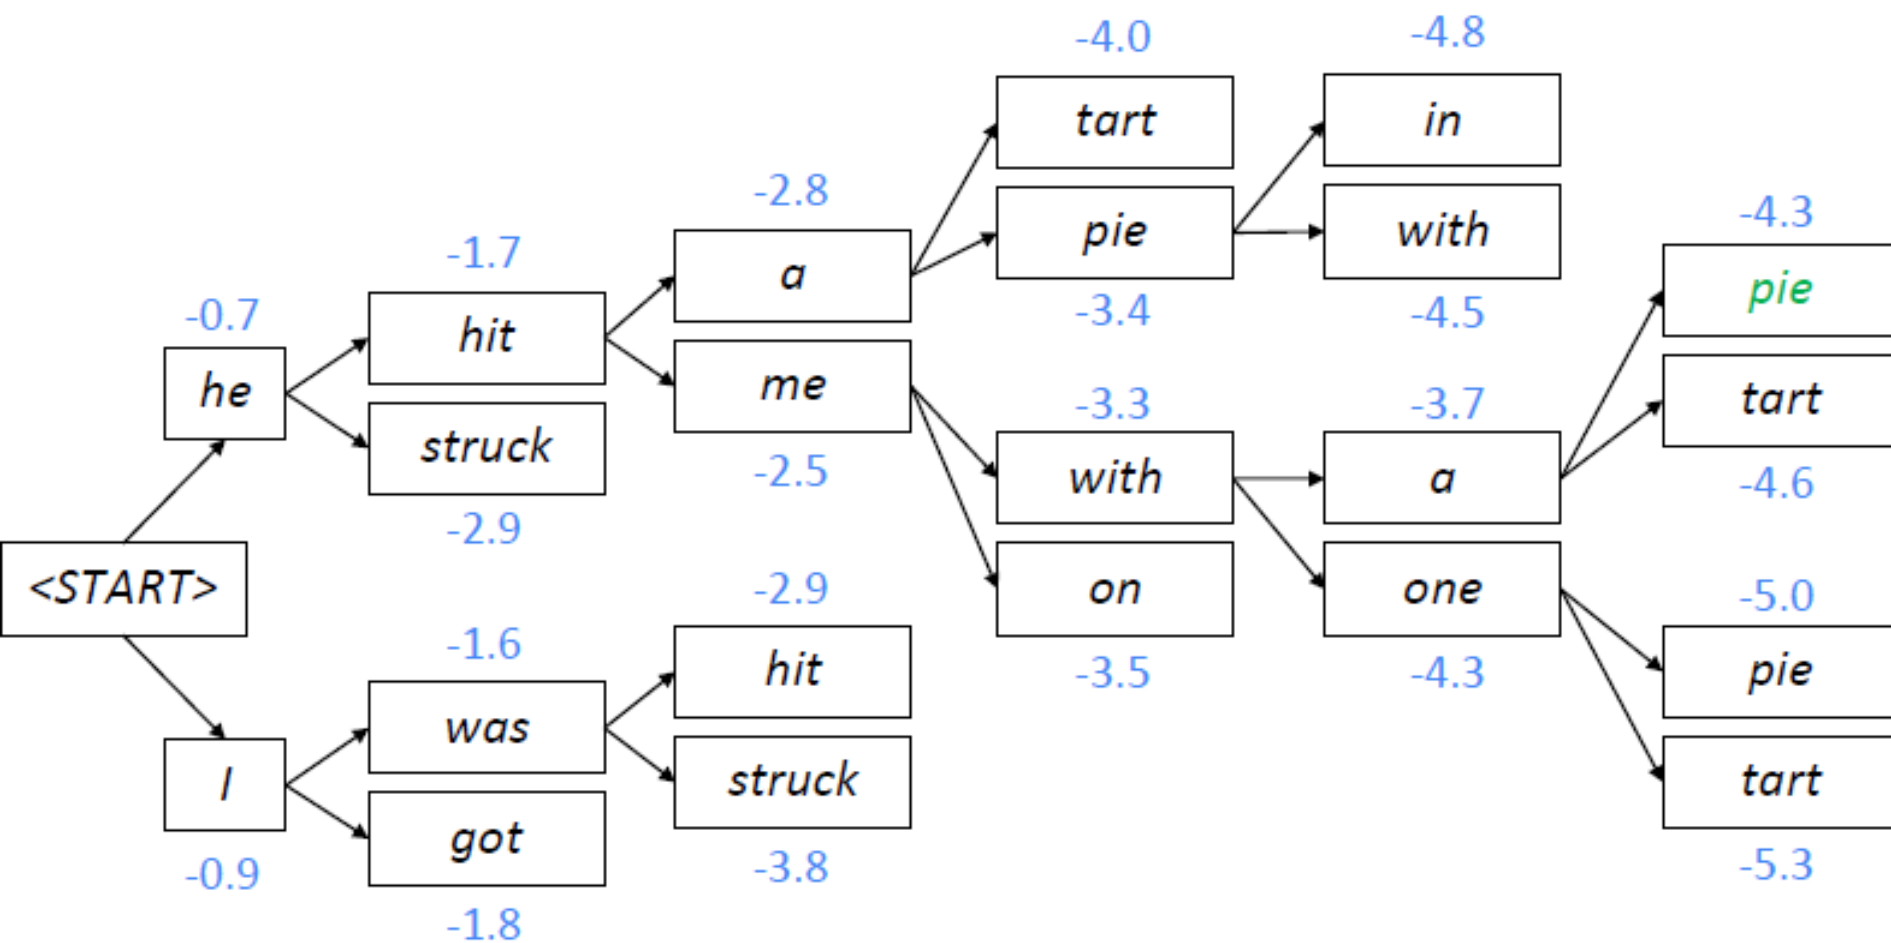 <START>
-0.7
he
I
-0.9
-1.7
hit
struck
-2.9
-1.6
was
got
-1.8
-2.8
a
me
-2.5
-2.9
hit
struck
-3.8
-4.0
tart
pie
-3.4
-3.3
with
on
-3.5
-4.8
in
with
-4.5
-3.7
a
one
-4.3
-4.3
pie
tart
-4.6
-5.0
pie
tart
-5.3